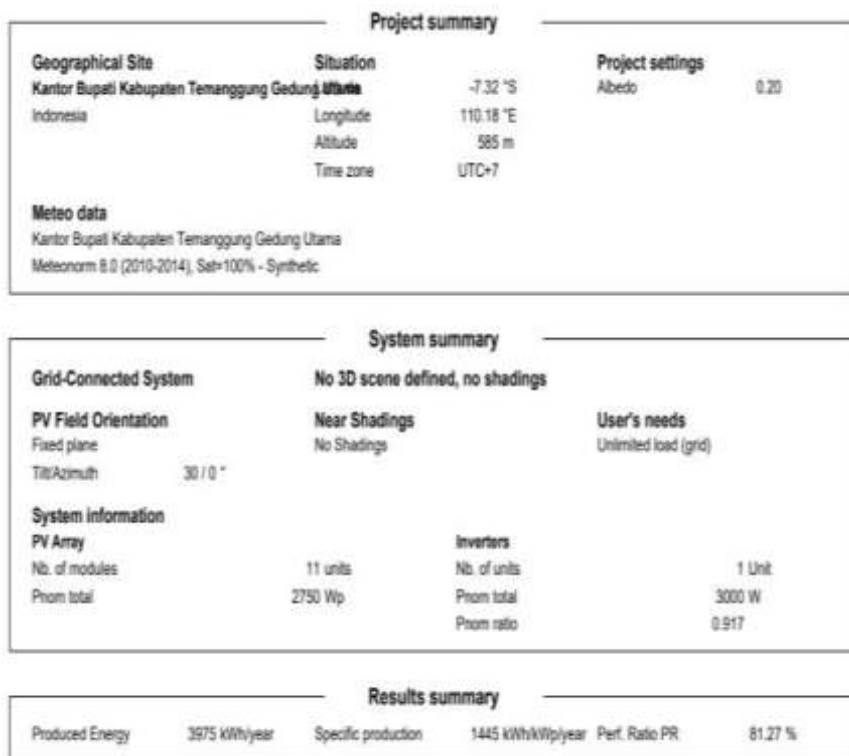 Project summary
Geographical Site Situation Project settings
Kantor Bupati Kabupaten Temanggung Gedung Utama -7.32 °S Albedo 0.20
Indonesia Longitude 110.18 °E
Altitude 585 m
Time zone UTC+7
Meteo data
Kantor Bupati Kabupaten Temanggung Gedung Utama
Meteonorm 8.0 (2010-2014), Sat=100% - Synthetic
System summary
Grid-Connected System No 3D scene defined, no shadings
PV Field Orientation Near Shadings User's needs
Fixed plane No Shadings Unlimited load (grid)
Tilt/Azimuth 30 / 0 °
System information
PV Array Inverters
Nb. of modules 11 units Nb. of units 1 Unit
Pnom total 2750 Wp Pnom total 3000 W
Pnom ratio 0.917
Results summary
Produced Energy 3975 kWh/year Specific production 1445 kWh/kWp/year Perf. Ratio PR 81.27 %